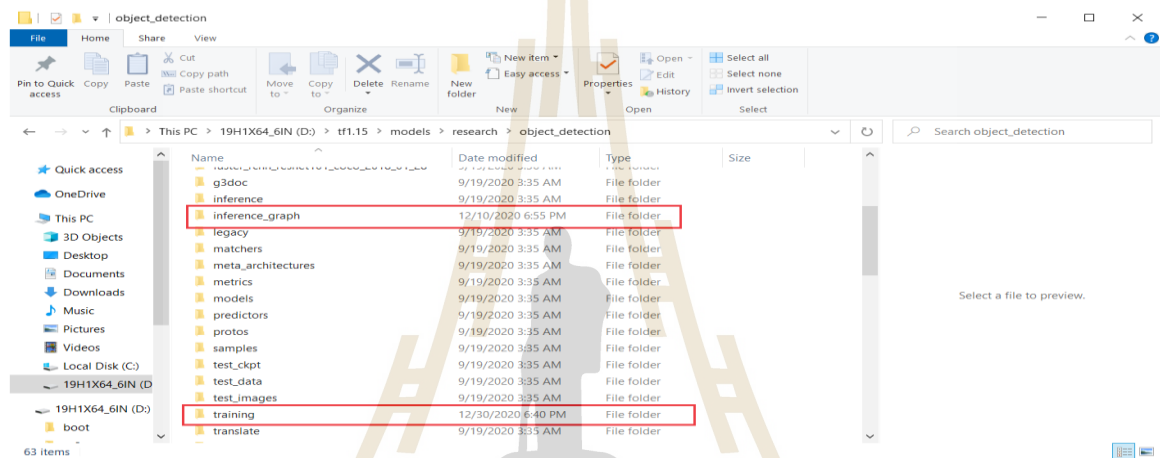 object_detection
File Home Share View
Pin to Quick access Copy Paste Cut Copy path Paste shortcut Move to Copy to Delete Rename New folder New item Easy access Properties Open Edit History Select all Select none Invert selection
Clipboard Organize New Open Select
This PC > 19H1X64_6IN (D:) > tf1.15 > models > research > object_detection Search object_detection
Name Date modified Type Size
Quick access
OneDrive
This PC
3D Objects
Desktop
Documents
Downloads
Music
Pictures
Videos
Local Disk (C:)
19H1X64_6IN (D
19H1X64_6IN (D:)
boot
g3doc 9/19/2020 3:35 AM File folder
inference 9/19/2020 3:35 AM File folder
inference_graph 12/10/2020 6:55 PM File folder
legacy 9/19/2020 3:35 AM File folder
matchers 9/19/2020 3:35 AM File folder
meta_architectures 9/19/2020 3:35 AM File folder
metrics 9/19/2020 3:35 AM File folder
models 9/19/2020 3:35 AM File folder
predictors 9/19/2020 3:35 AM File folder
protos 9/19/2020 3:35 AM File folder
samples 9/19/2020 3:35 AM File folder
test_ckpt 9/19/2020 3:35 AM File folder
test_data 9/19/2020 3:35 AM File folder
test_images 9/19/2020 3:35 AM File folder
training 12/30/2020 6:40 PM File folder
translate 9/19/2020 3:35 AM File folder
Select a file to preview.
63 items